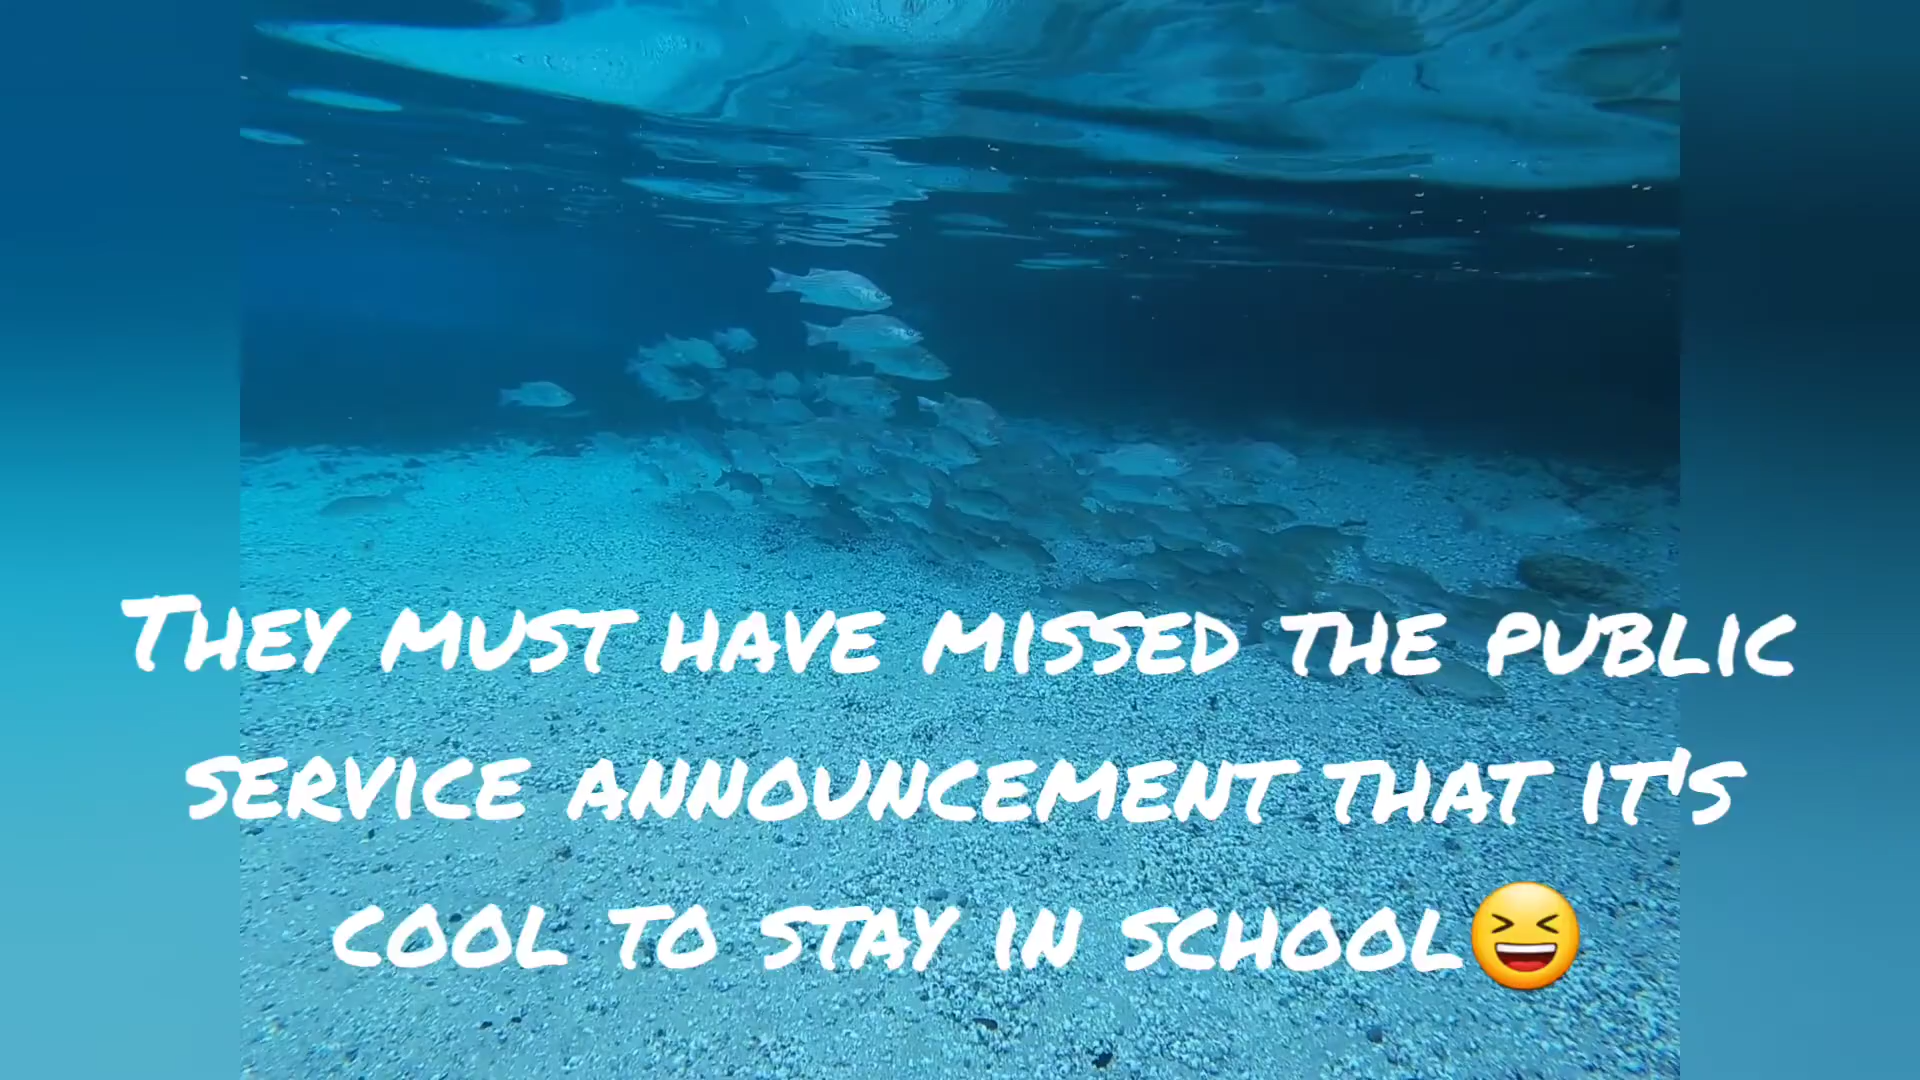 They must have missed the public
service announcement that it's
cool to stay in school😆